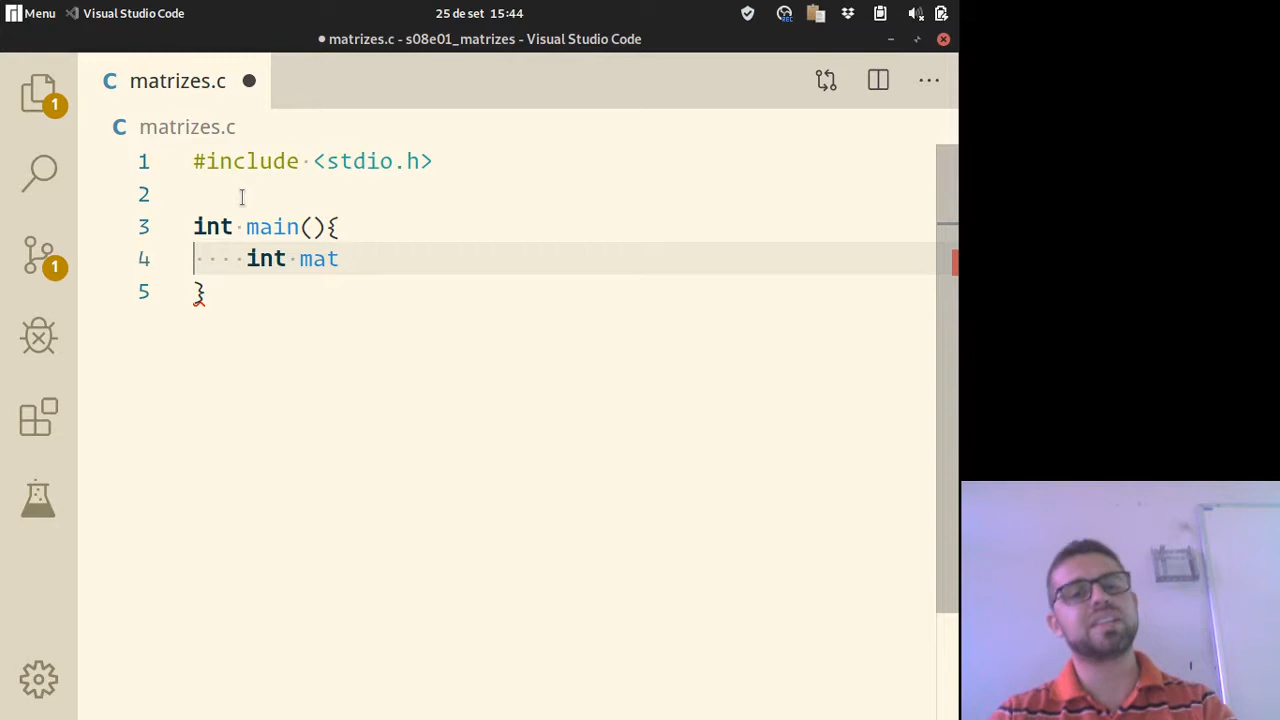 Menu Visual Studio Code 25 de set 15:44
● matrizes.c - s08e01_matrizes - Visual Studio Code
C matrizes.c ●
C matrizes.c
1 #include <stdio.h>
2
3 int main(){
4 ····int mat
5 }
1
1
REC